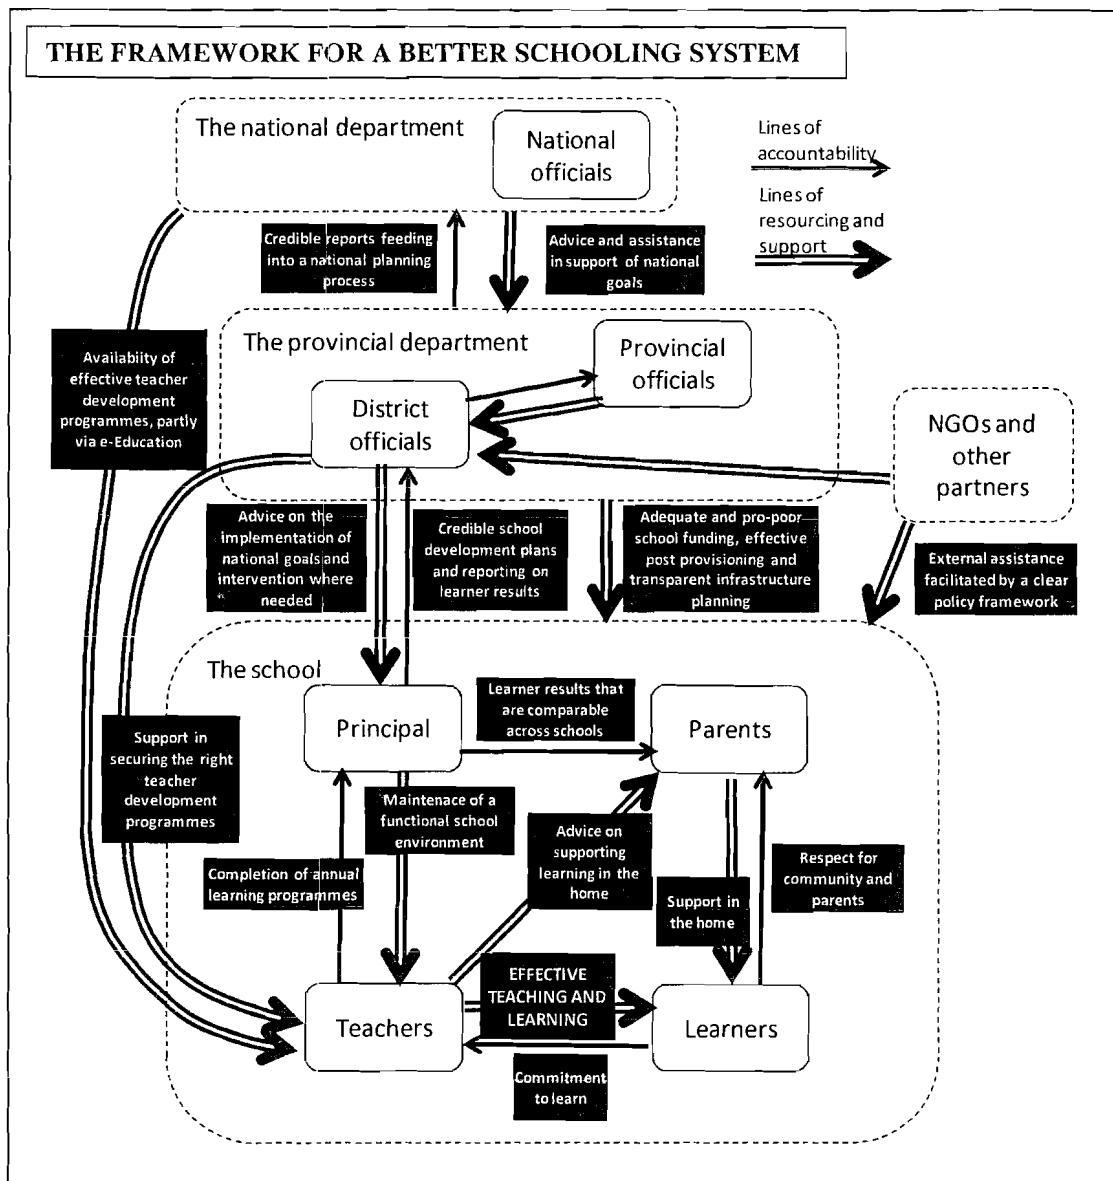 THE FRAMEWORK FOR A BETTER SCHOOLING SYSTEM
The national department
National
officials
Lines of
accountability
Lines of
resourcing and
support
Credible reports feeding
into a national planning
process
Advice and assistance
in support of national
goals
The provincial department
Provincial
officials
District
officials
Availabiity of
effective teacher
development
programmes, partly
via e-Education
NGOs and
other
partners
Advice on the
implementation of
national goals and
intervention where
needed
Credible school
development plans
and reporting on
learner results
Adequate and pro-poor
school funding, effective
post provisioning and
transparent infrastructure
planning
External assistance
facilitated by a clear
policy framework
The school
Principal
Learner results that
are comparable
across schools
Parents
Support in
securing the right
teacher
development
programmes
Maintenace of a
functional school
environment
Advice on
supporting
learning in the
home
Completion of annual
learning programmes
Support in
the home
Respect for
community and
parents
Teachers
EFFECTIVE
TEACHING AND
LEARNING
Learners
Commitment
to learn